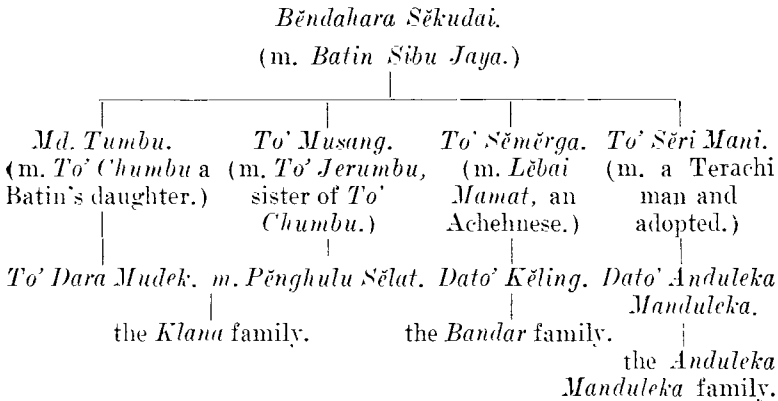 Bĕndahara Sĕkudai.
(m. Batin Sibu Jaya.)
Md. Tumbu. To' Musang. To' Sĕmĕrga. To' Sĕri Mani.
(m. To' Chumbu a (m. To' Jerumbu, (m. Lĕbai (m. a Terachi
Batin's daughter.) sister of To' Mamat, an man and
Chumbu.) Achehnese.) adopted.)
To' Dara Mudek. m. Pĕnghulu Sĕlat. Dato' Kĕling. Dato' Anduleka
Manduleka.
the Klana family. the Bandar family.
the Anduleka
Manduleka family.